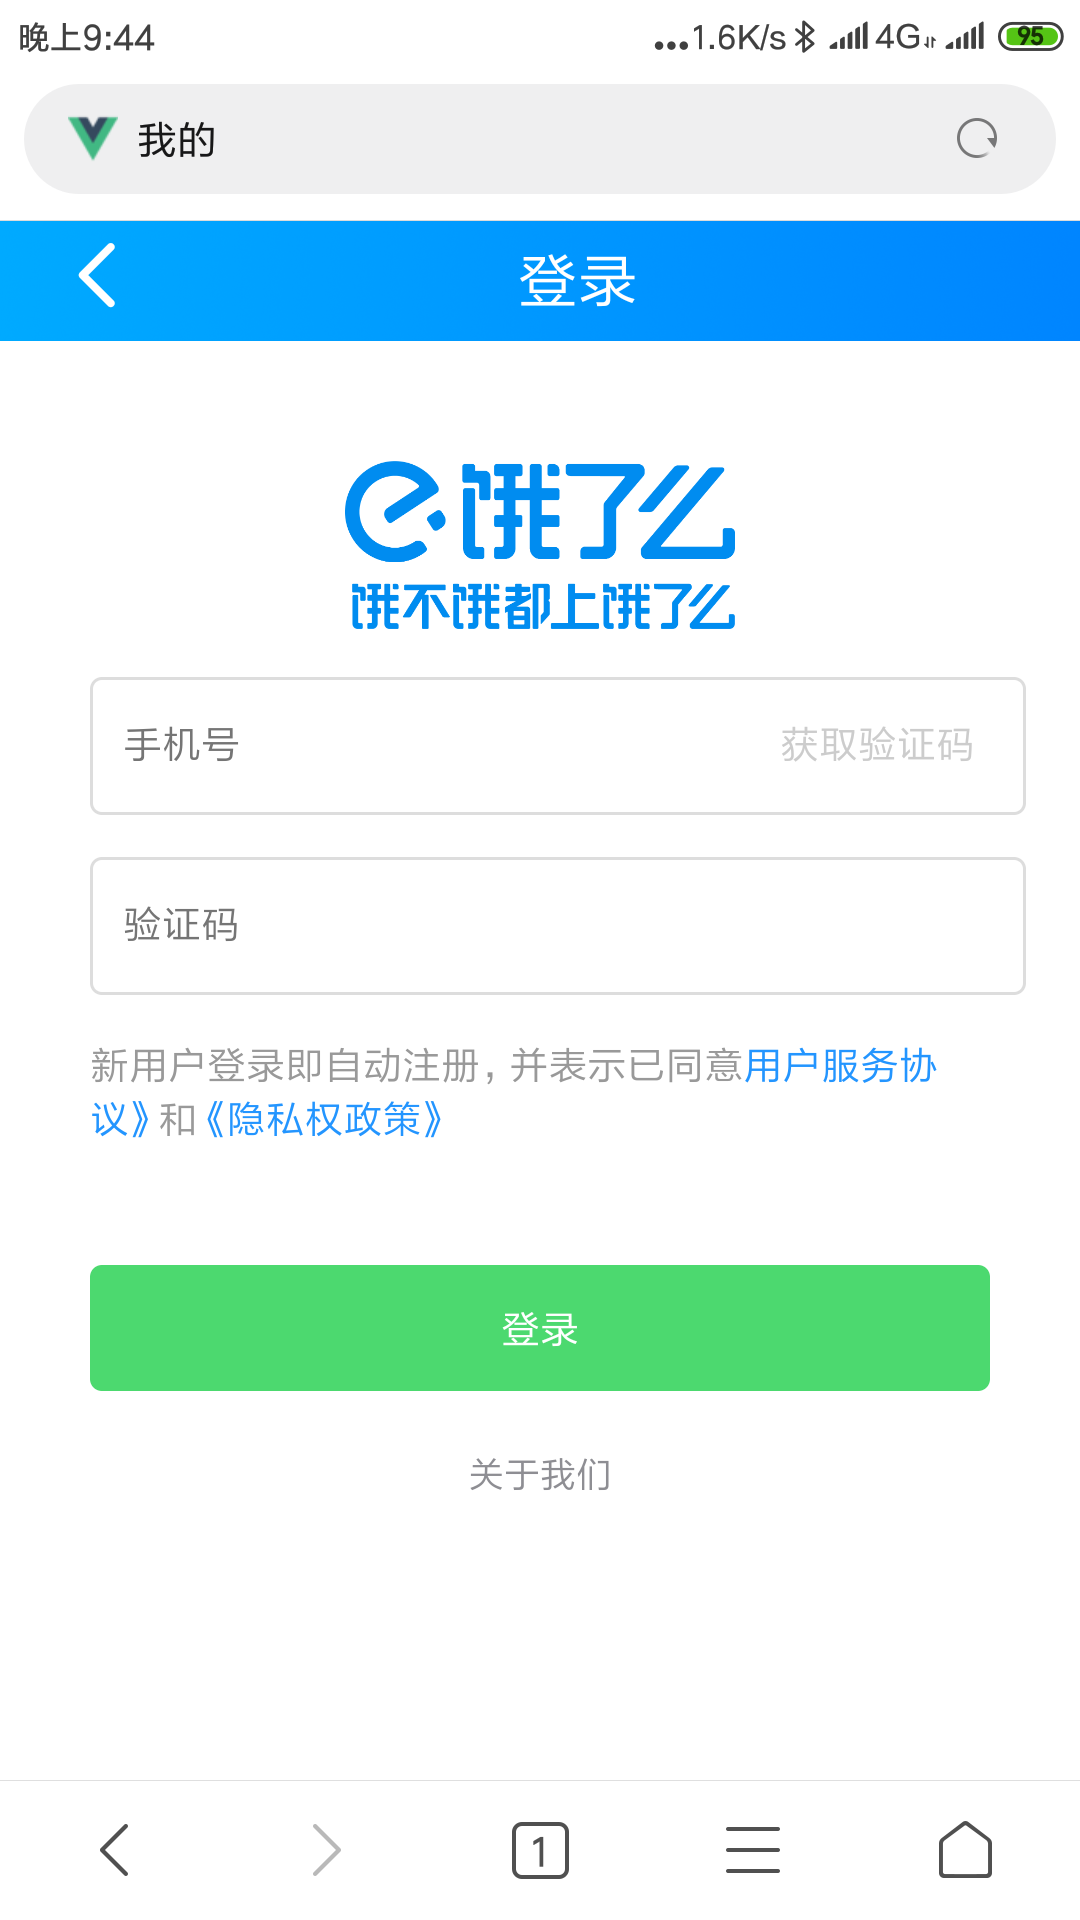 晚上9:44
...1.6K/s 4G 95
我的
登录
饿了么
饿不饿都上饿了么
手机号 获取验证码
验证码
新用户登录即自动注册，并表示已同意用户服务协
议》和《隐私权政策》
登录
关于我们
1